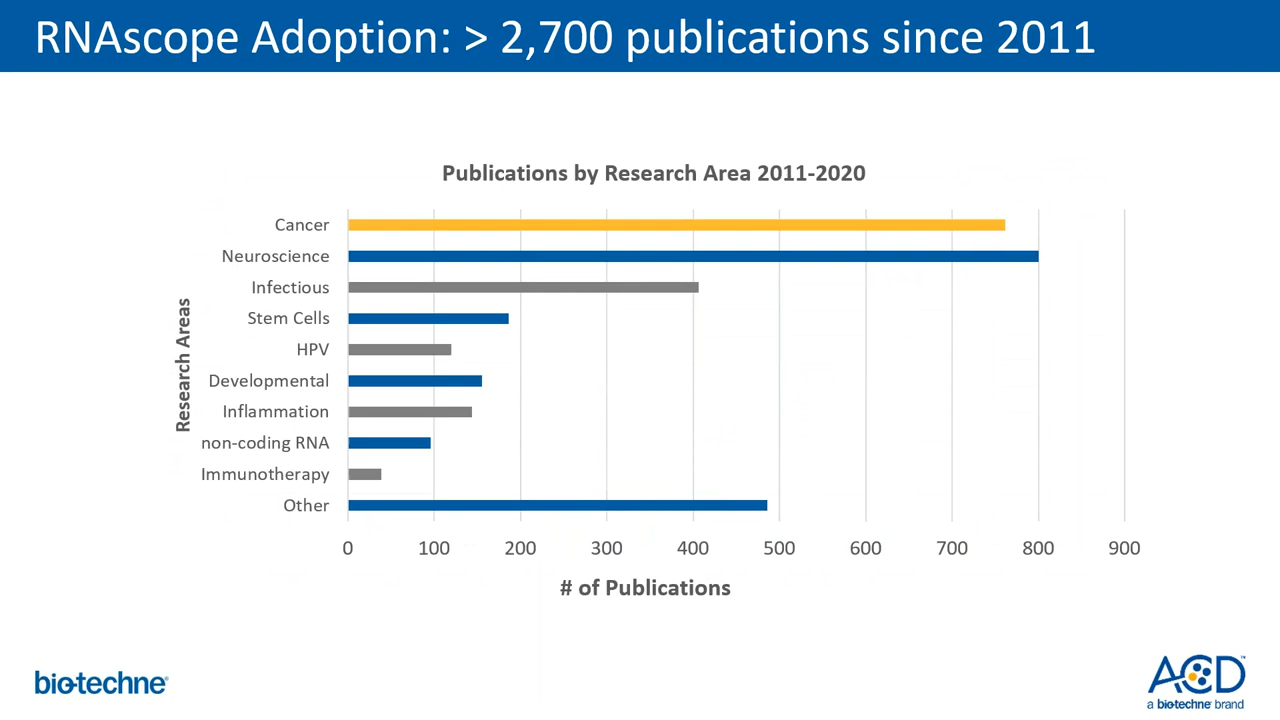 RNAscope Adoption: > 2,700 publications since 2011
Publications by Research Area 2011-2020
Research Areas
Cancer
Neuroscience
Infectious
Stem Cells
HPV
Developmental
Inflammation
non-coding RNA
Immunotherapy
Other
0 100 200 300 400 500 600 700 800 900
# of Publications
bio-techne®
ACD™
a bio-techne® brand